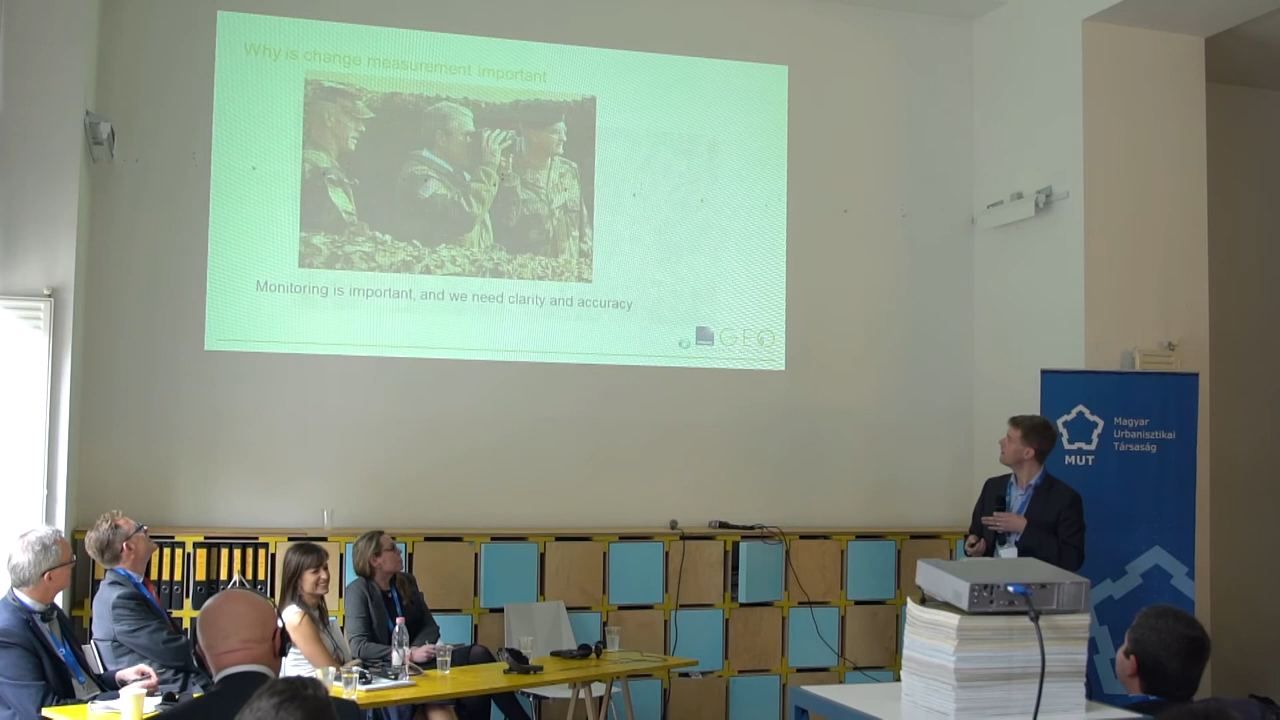 Why is change measurement important
Monitoring is important, and we need clarity and accuracy
GEO
Magyar
Urbanisztikai
Társaság
MUT